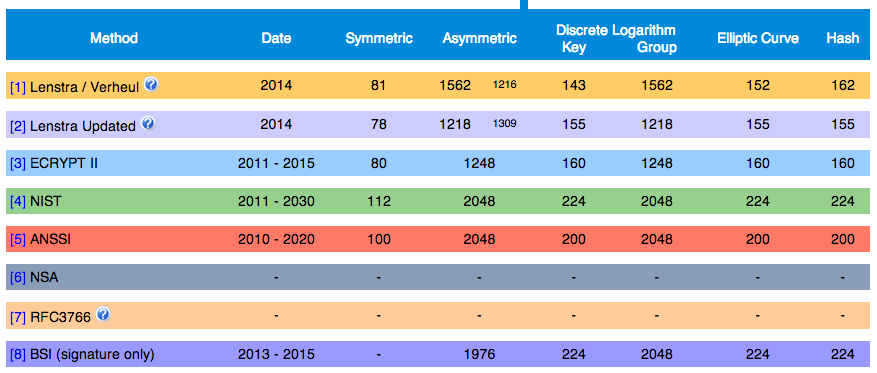 Method Date Symmetric Asymmetric Discrete Logarithm Key Group Elliptic Curve Hash
[1] Lenstra / Verheul ? 2014 81 1562 1216 143 1562 152 162
[2] Lenstra Updated ? 2014 78 1218 1309 155 1218 155 155
[3] ECRYPT II 2011 - 2015 80 1248 160 1248 160 160
[4] NIST 2011 - 2030 112 2048 224 2048 224 224
[5] ANSSI 2010 - 2020 100 2048 200 2048 200 200
[6] NSA - - - - - - -
[7] RFC3766 ? - - - - - - -
[8] BSI (signature only) 2013 - 2015 - 1976 224 2048 224 224